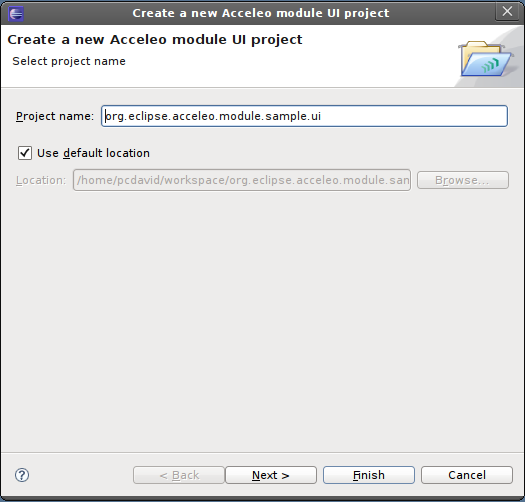 Create a new Acceleo module UI project
Create a new Acceleo module UI project
Select project name
Project name: org.eclipse.acceleo.module.sample.ui
Use default location
Location: /home/pcdavid/workspace/org.eclipse.acceleo.module.san Browse...
? < Back Next > Finish Cancel